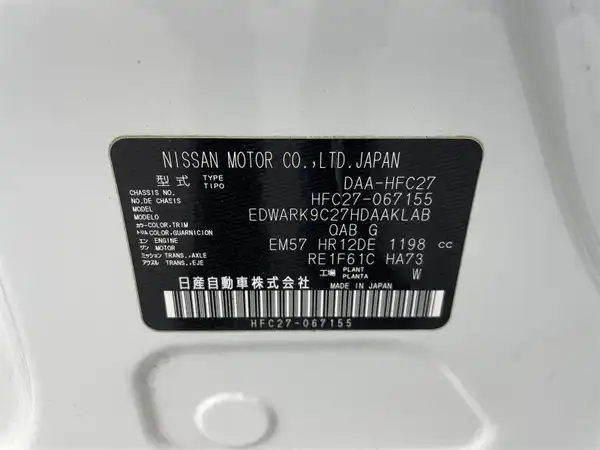 NISSAN MOTOR CO.,LTD.JAPAN
型式 TYPE TIPO DAA-HFC27
CHASSIS NO. NO.DE CHASIS HFC27-067155
MODEL MODELO EDWARK9C27HDAAKLAB
カラー トリム COLOR,TRIM COLOR,GUARNICION QAB G
エンジン ENGINE MOTOR EM57 HR12DE 1198 cc
ミッション アクスル TRANS.,AXLE TRANS.,EJE RE1F61C HA73
工場 PLANT PLANTA W
日産自動車株式会社 MADE IN JAPAN
HFC27-067155